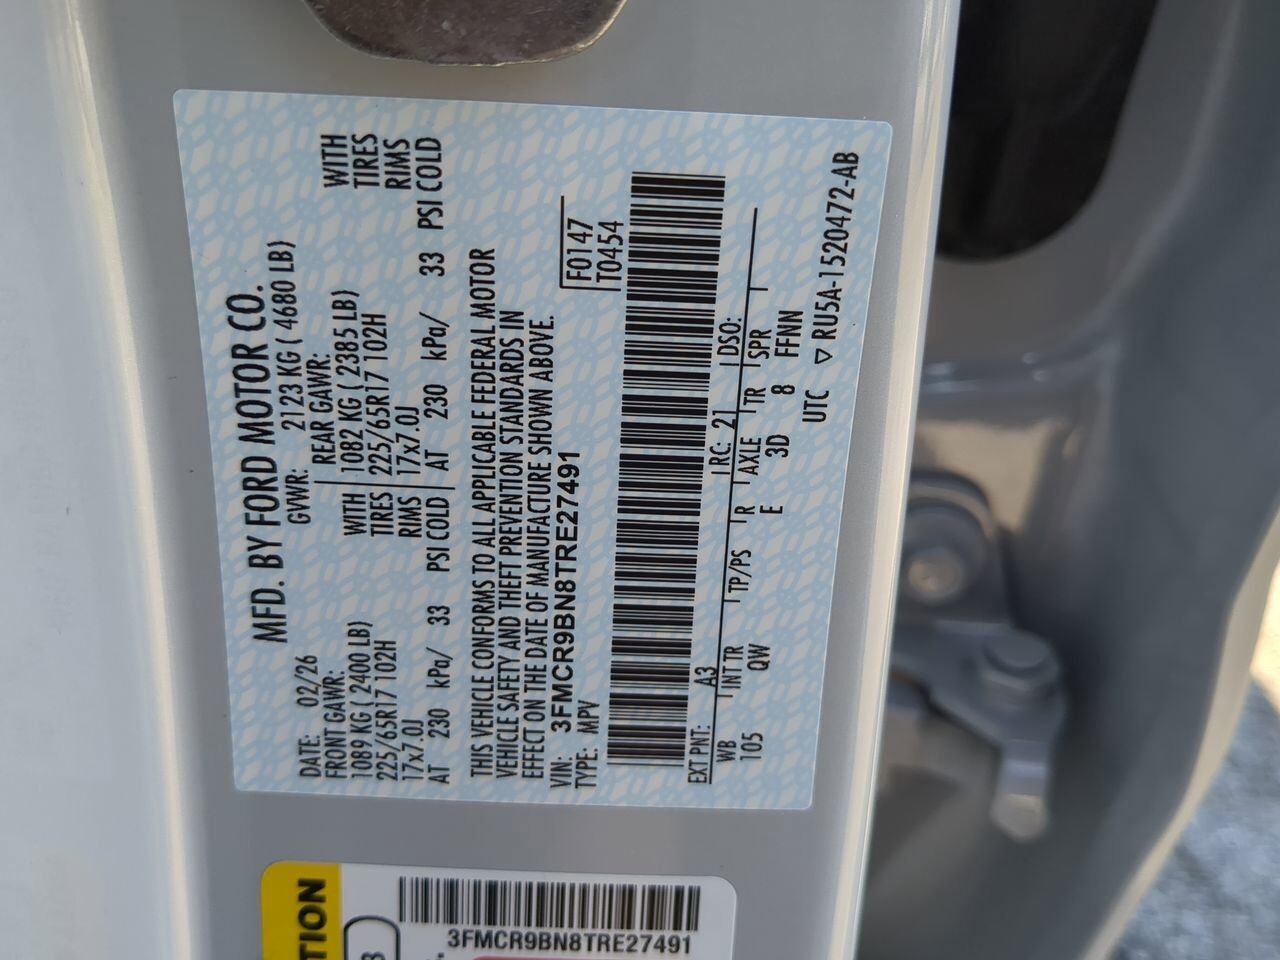 MFD. BY FORD MOTOR CO.
DATE: 02/26 GVWR: 2123 KG ( 4680 LB)
FRONT GAWR: REAR GAWR:
1089 KG ( 2400 LB) WITH 1082 KG ( 2385 LB) WITH
225/65R17 102H TIRES 225/65R17 102H TIRES
17x7.0J RIMS 17x7.0J RIMS
AT 230 kPa/ 33 PSI COLD AT 230 kPa/ 33 PSI COLD
THIS VEHICLE CONFORMS TO ALL APPLICABLE FEDERAL MOTOR
VEHICLE SAFETY AND THEFT PREVENTION STANDARDS IN
EFFECT ON THE DATE OF MANUFACTURE SHOWN ABOVE.
VIN: 3FMCR9BN8TRE27491 F0147
TYPE: MPV T0454
EXT PNT: A3 RC: 21 DSO:
WB INT TR TP/PS R AXLE TR SPR
105 QW E 3D 8 FFNN
UTC ▽ RU5A-1520472-AB
TION
3FMCR9BN8TRE27491